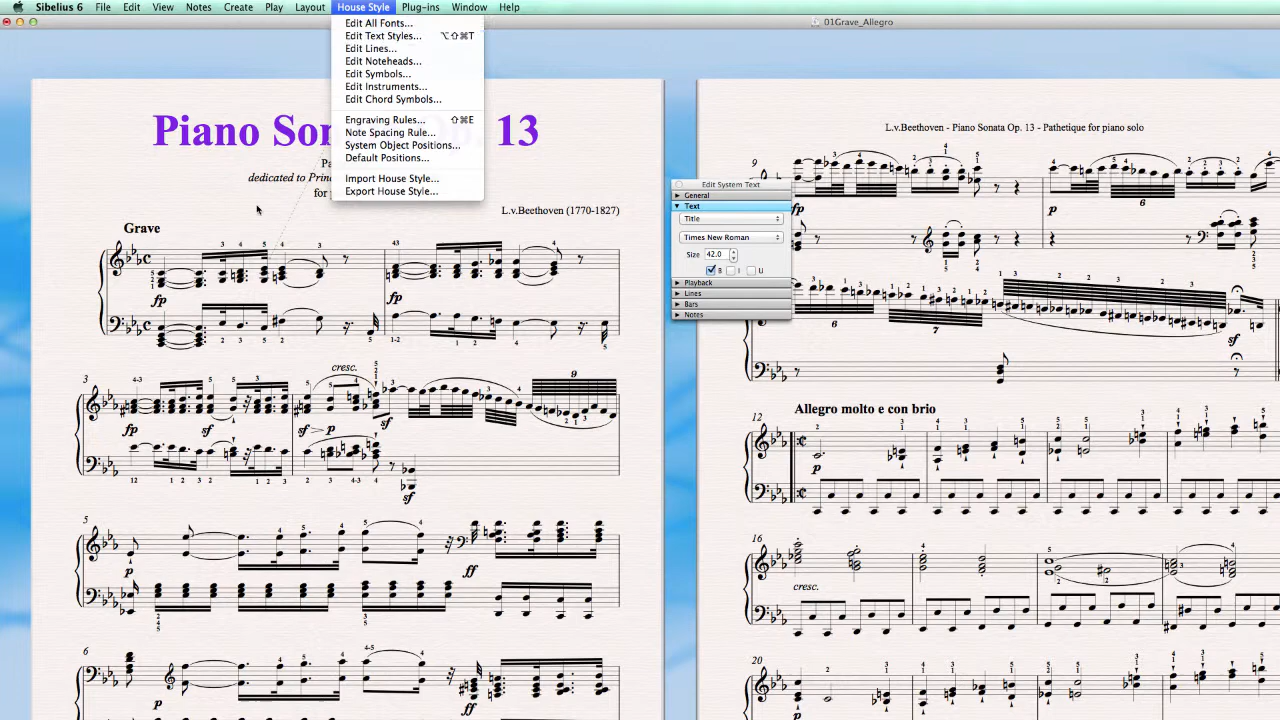 Sibelius 6 File Edit View Notes Create Play Layout House Style Plug-ins Window Help
01Grave_Allegro
Edit All Fonts...
Edit Text Styles... ⌥⇧⌘T
Edit Lines...
Edit Noteheads...
Edit Symbols...
Edit Instruments...
Edit Chord Symbols...
Engraving Rules... ⇧⌘E
Note Spacing Rule...
System Object Positions...
Default Positions...
Import House Style...
Export House Style...
Piano 13
dedicated to
for
L.v.Beethoven (1770-1827)
Grave
fp fp
cresc.
fp sf sf p sf sf
p ff
p ff
L.v.Beethoven - Piano Sonata Op. 13 - Pathetique for piano solo
Edit System Text
General
Text
Title
Times New Roman
Size 42.0
B I U
Playback
Lines
Bars
Notes
fp p
sf
Allegro molto e con brio
p
cresc.
p